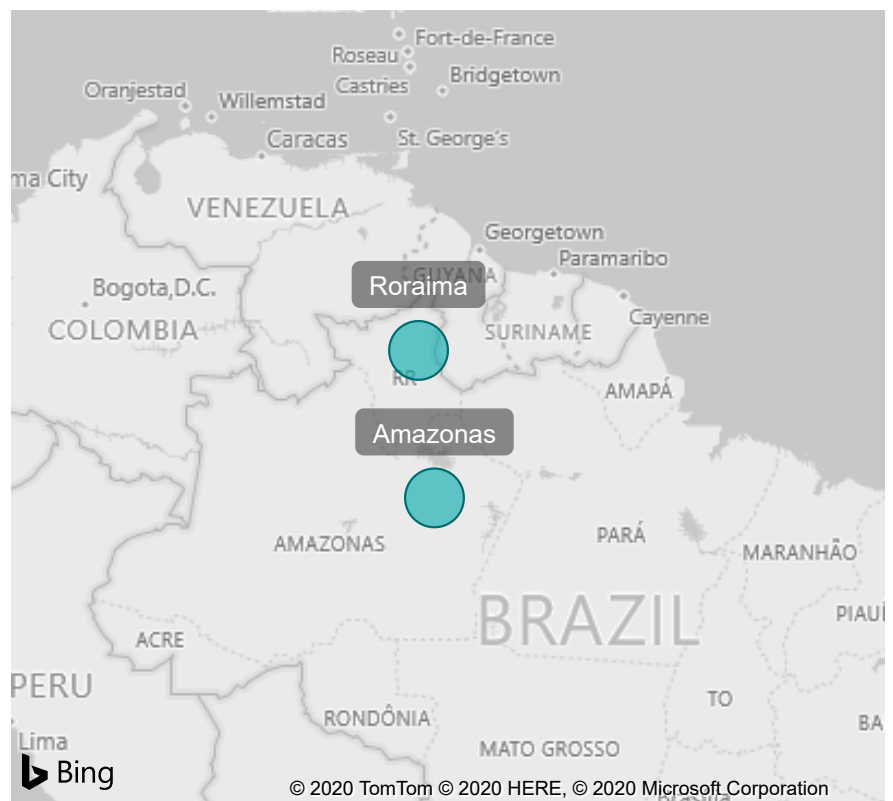 Fort-de-France
Roseau
Castries
Bridgetown
Oranjestad
Willemstad
St. George's
Caracas
ma City
VENEZUELA
Georgetown
Paramaribo
GUYANA
Roraima
Bogota,D.C.
COLOMBIA
SURINAME
Cayenne
RR
AMAPÁ
Amazonas
AMAZONAS
PARÁ
MARANHÃO
BRAZIL
PIAUÍ
ACRE
PERU
TO
RONDÔNIA
BA
Lima
MATO GROSSO
Bing
© 2020 TomTom © 2020 HERE, © 2020 Microsoft Corporation
Brasília